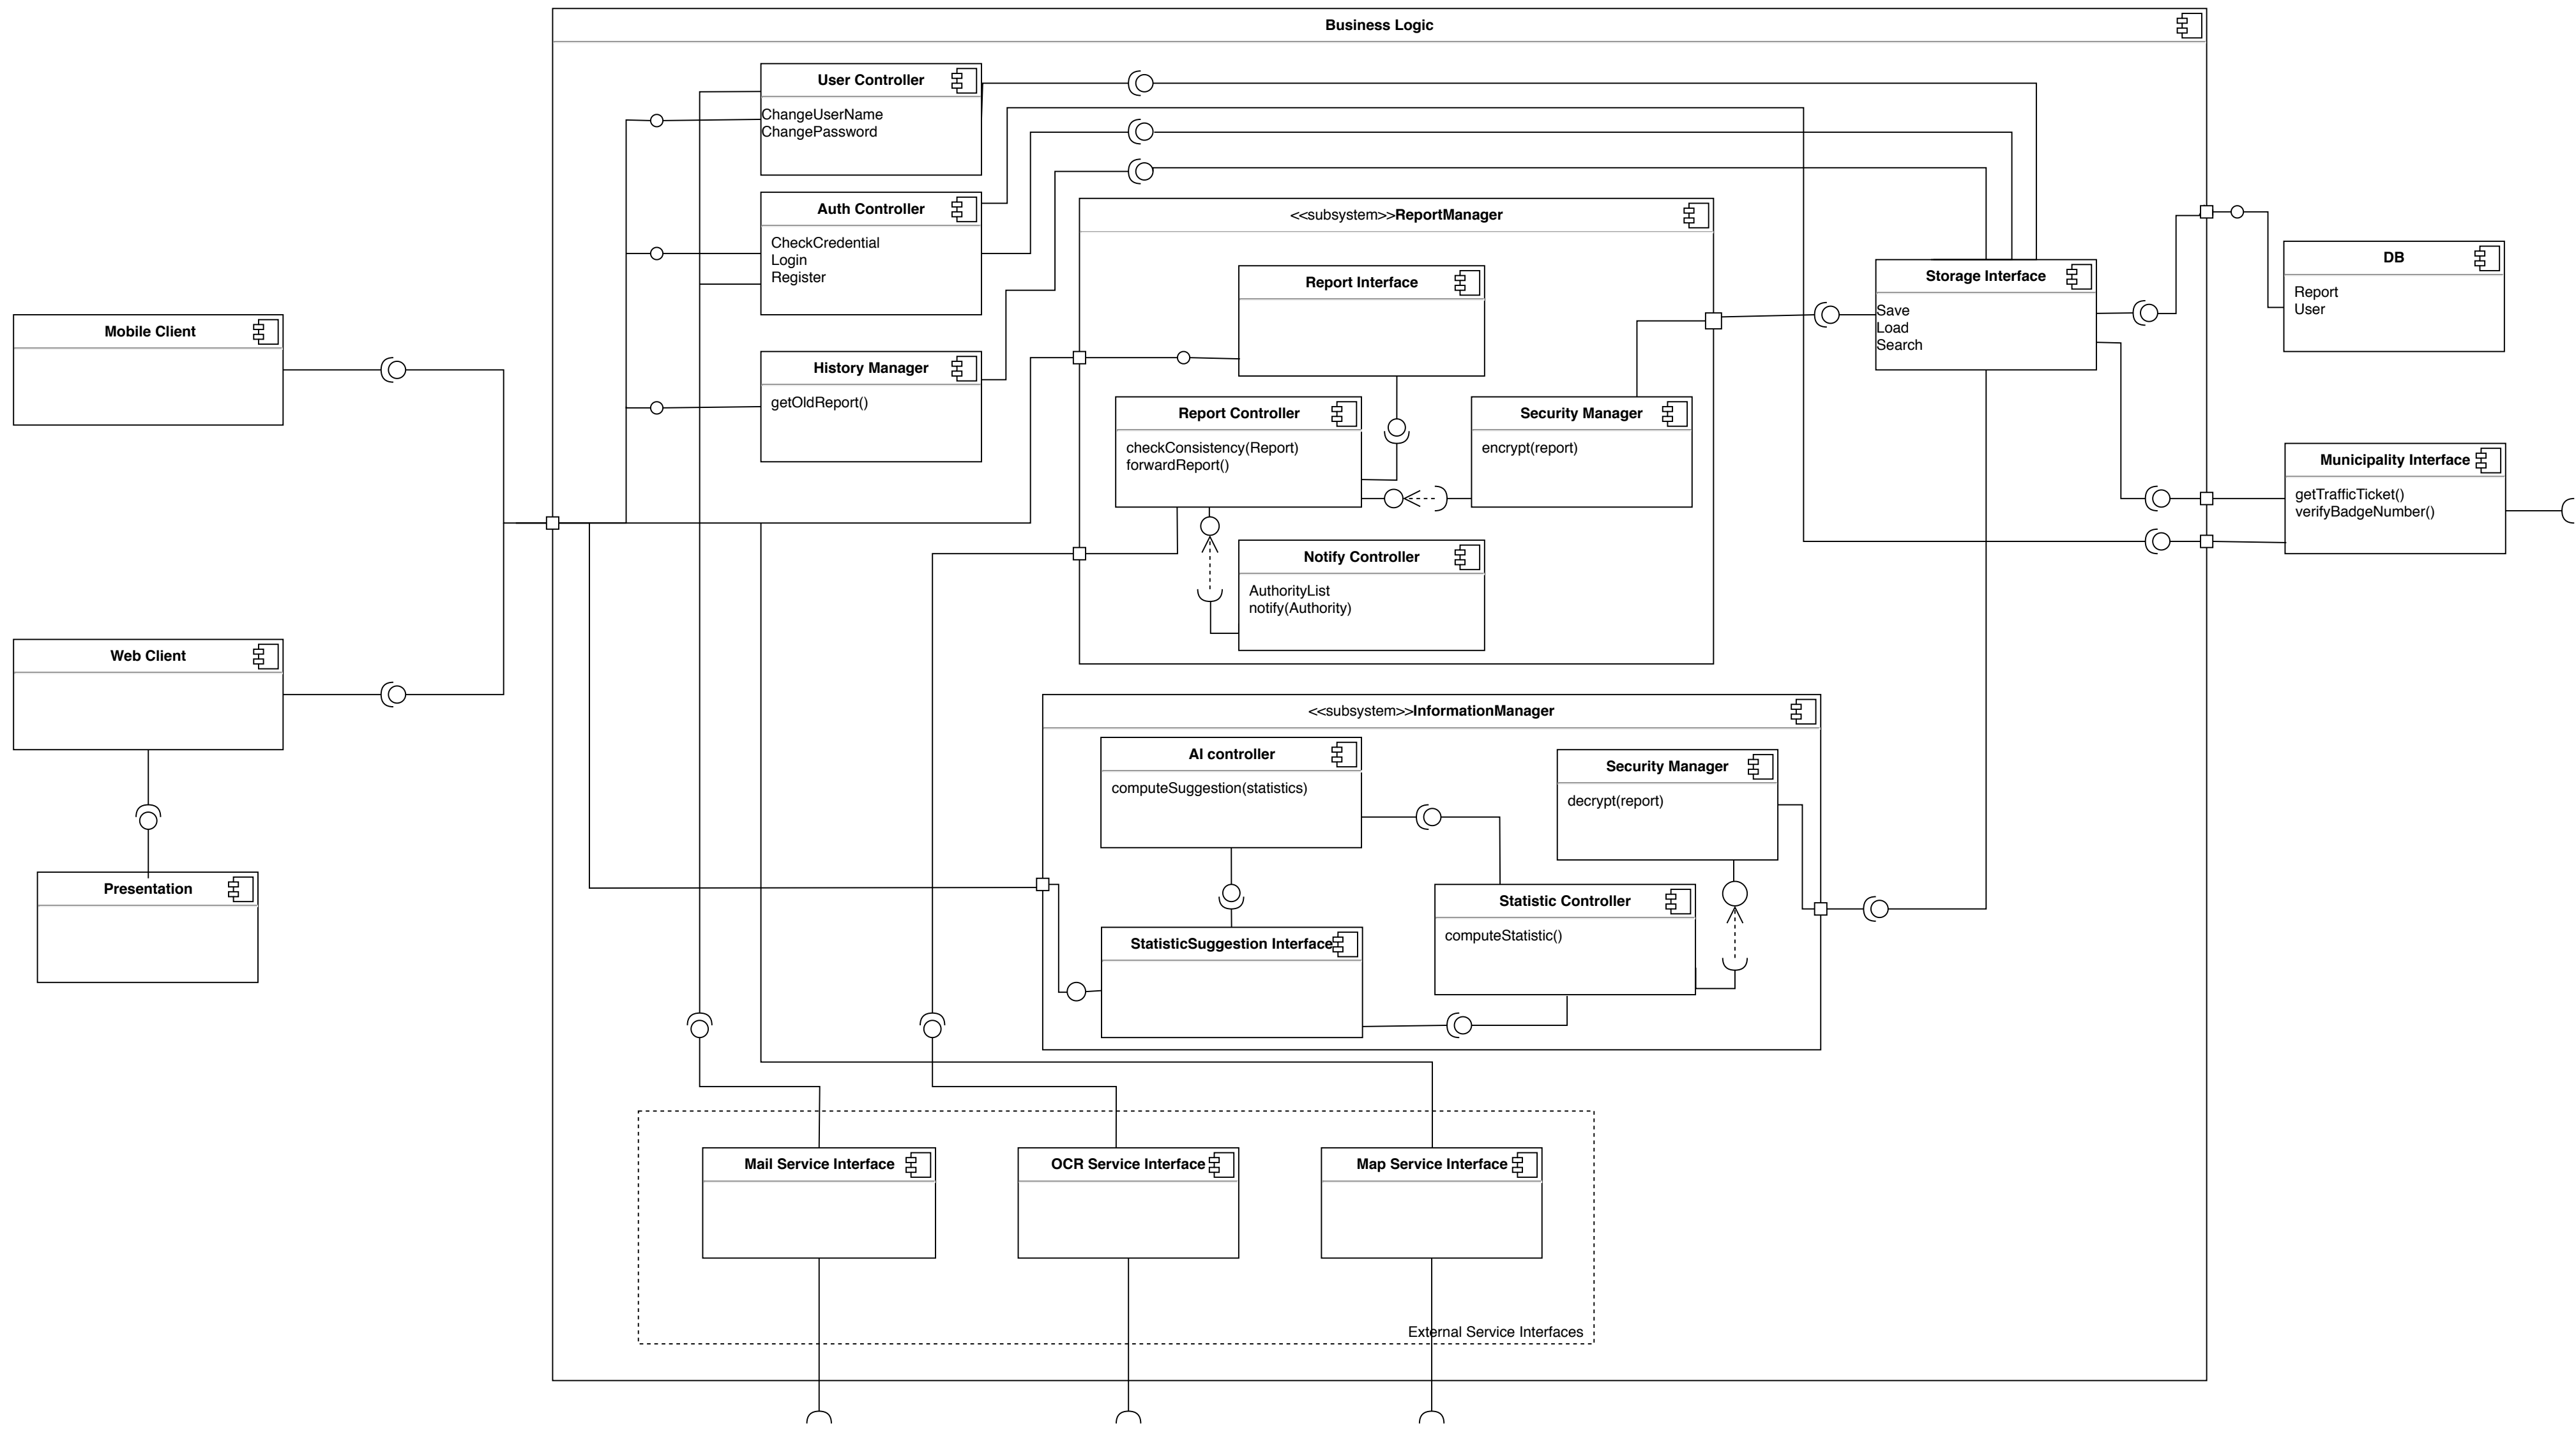 Business Logic
User Controller
ChangeUserName
ChangePassword
Auth Controller
CheckCredential
Login
Register
History Manager
getOldReport()
Mobile Client
Web Client
Presentation
<<subsystem>>ReportManager
Report Interface
Report Controller
checkConsistency(Report)
forwardReport()
Security Manager
encrypt(report)
Notify Controller
AuthorityList
notify(Authority)
Storage Interface
Save
Load
Search
DB
Report
User
Municipality Interface
getTrafficTicket()
verifyBadgeNumber()
<<subsystem>>InformationManager
AI controller
computeSuggestion(statistics)
Security Manager
decrypt(report)
Statistic Controller
computeStatistic()
StatisticSuggestion Interface
Mail Service Interface
OCR Service Interface
Map Service Interface
External Service Interfaces